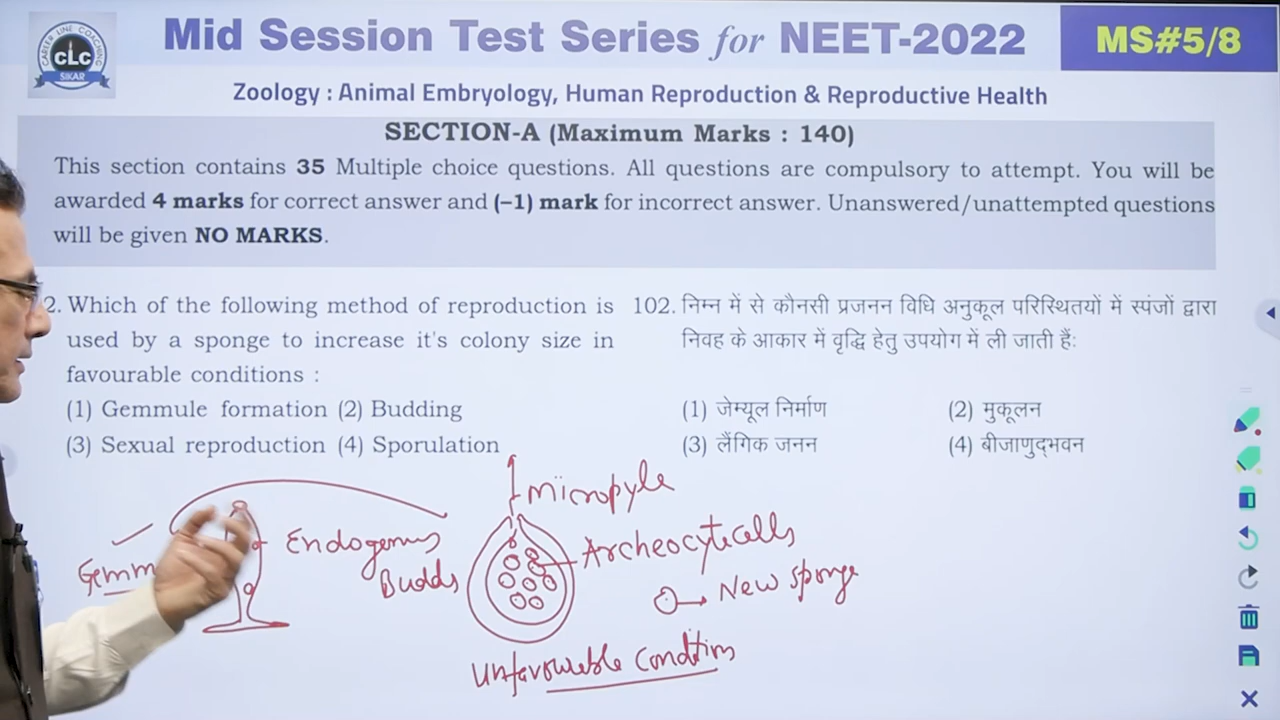 Mid Session Test Series for NEET-2022
MS#5/8
CAREER LINE COACHING
CLC
SIKAR
Zoology : Animal Embryology, Human Reproduction & Reproductive Health
SECTION-A (Maximum Marks : 140)
This section contains 35 Multiple choice questions. All questions are compulsory to attempt. You will be
awarded 4 marks for correct answer and (–1) mark for incorrect answer. Unanswered/unattempted questions
will be given NO MARKS.
2. Which of the following method of reproduction is
used by a sponge to increase it's colony size in
favourable conditions :
(1) Gemmule formation (2) Budding
(3) Sexual reproduction (4) Sporulation
102. निम्न में से कौनसी प्रजनन विधि अनुकूल परिस्थितयों में स्पंजों द्वारा
निवह के आकार में वृद्धि हेतु उपयोग में ली जाती हैं:
(1) जेम्यूल निर्माण (2) मुकूलन
(3) लैंगिक जनन (4) बीजाणुद्भवन
Micropyle
Archeocyte cells
New sponge
Unfavourable Condition
Gemm
Endogenus
Budds